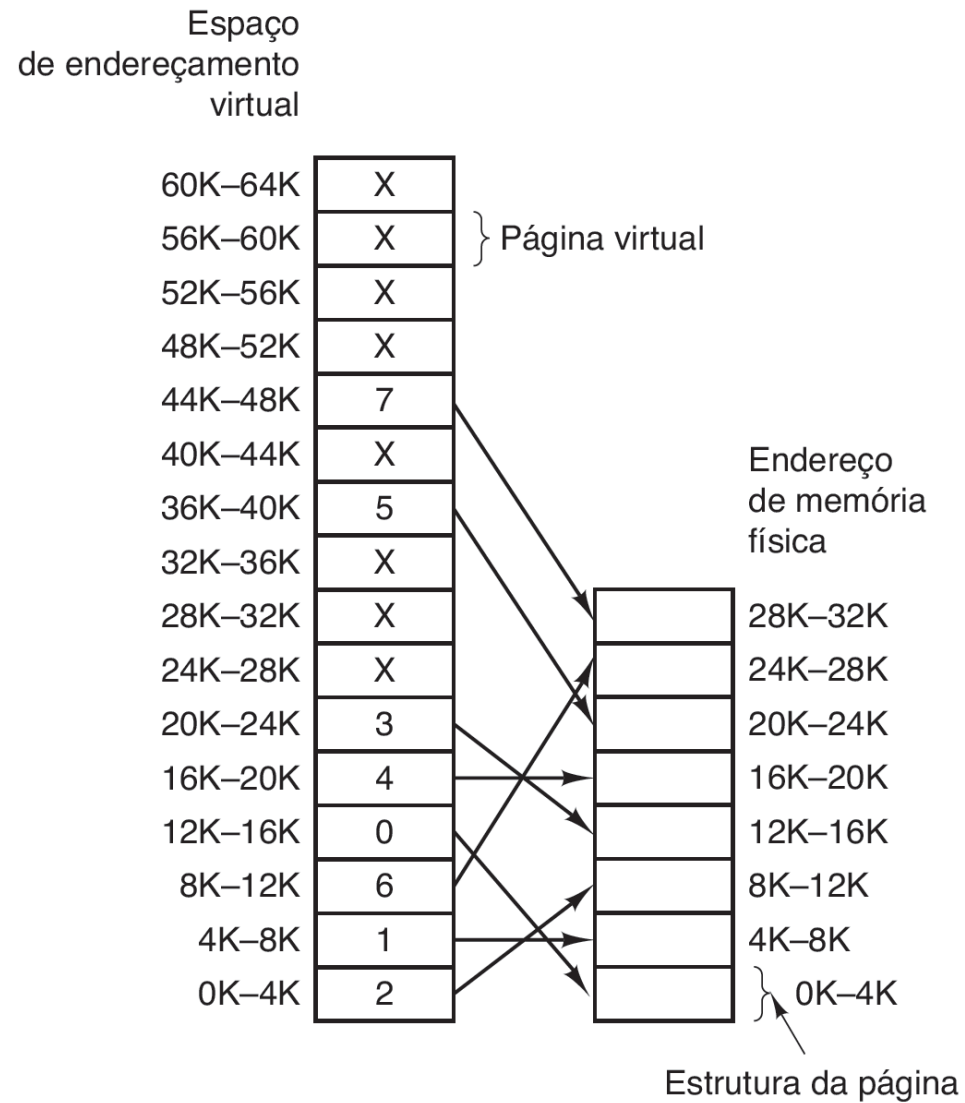 Espaço
de endereçamento
virtual
60K–64K X
56K–60K X Página virtual
52K–56K X
48K–52K X
44K–48K 7
40K–44K X
36K–40K 5
32K–36K X
28K–32K X
24K–28K X
20K–24K 3
16K–20K 4
12K–16K 0
8K–12K 6
4K–8K 1
0K–4K 2
Endereço
de memória
física
28K–32K
24K–28K
20K–24K
16K–20K
12K–16K
8K–12K
4K–8K
0K–4K
Estrutura da página